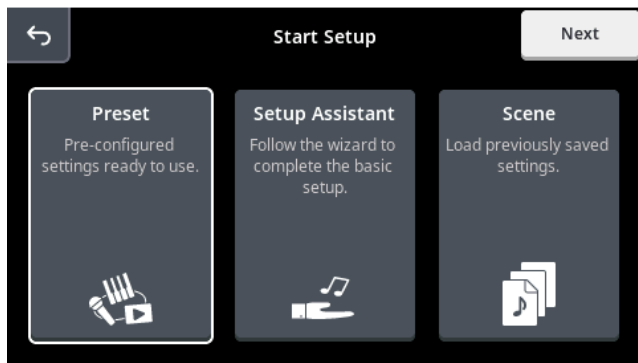 Start Setup
Next
Preset
Pre-configured
settings ready to use.
Setup Assistant
Follow the wizard to
complete the basic
setup.
Scene
Load previously saved
settings.